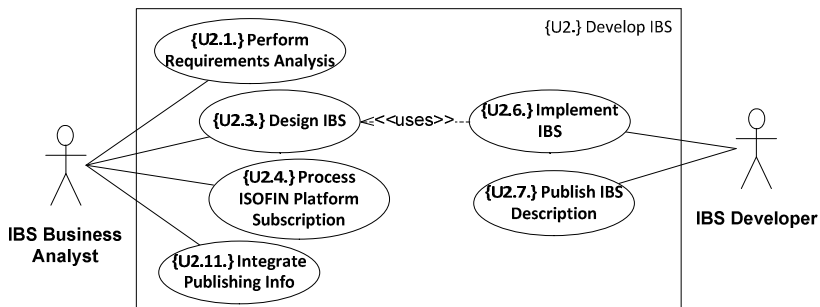 {U2.} Develop IBS
{U2.1.} Perform
Requirements Analysis
{U2.3.} Design IBS
<<uses>>
{U2.6.} Implement
IBS
{U2.4.} Process
ISOFIN Platform
Subscription
{U2.7.} Publish IBS
Description
{U2.11.} Integrate
Publishing Info
IBS Business
Analyst
IBS Developer